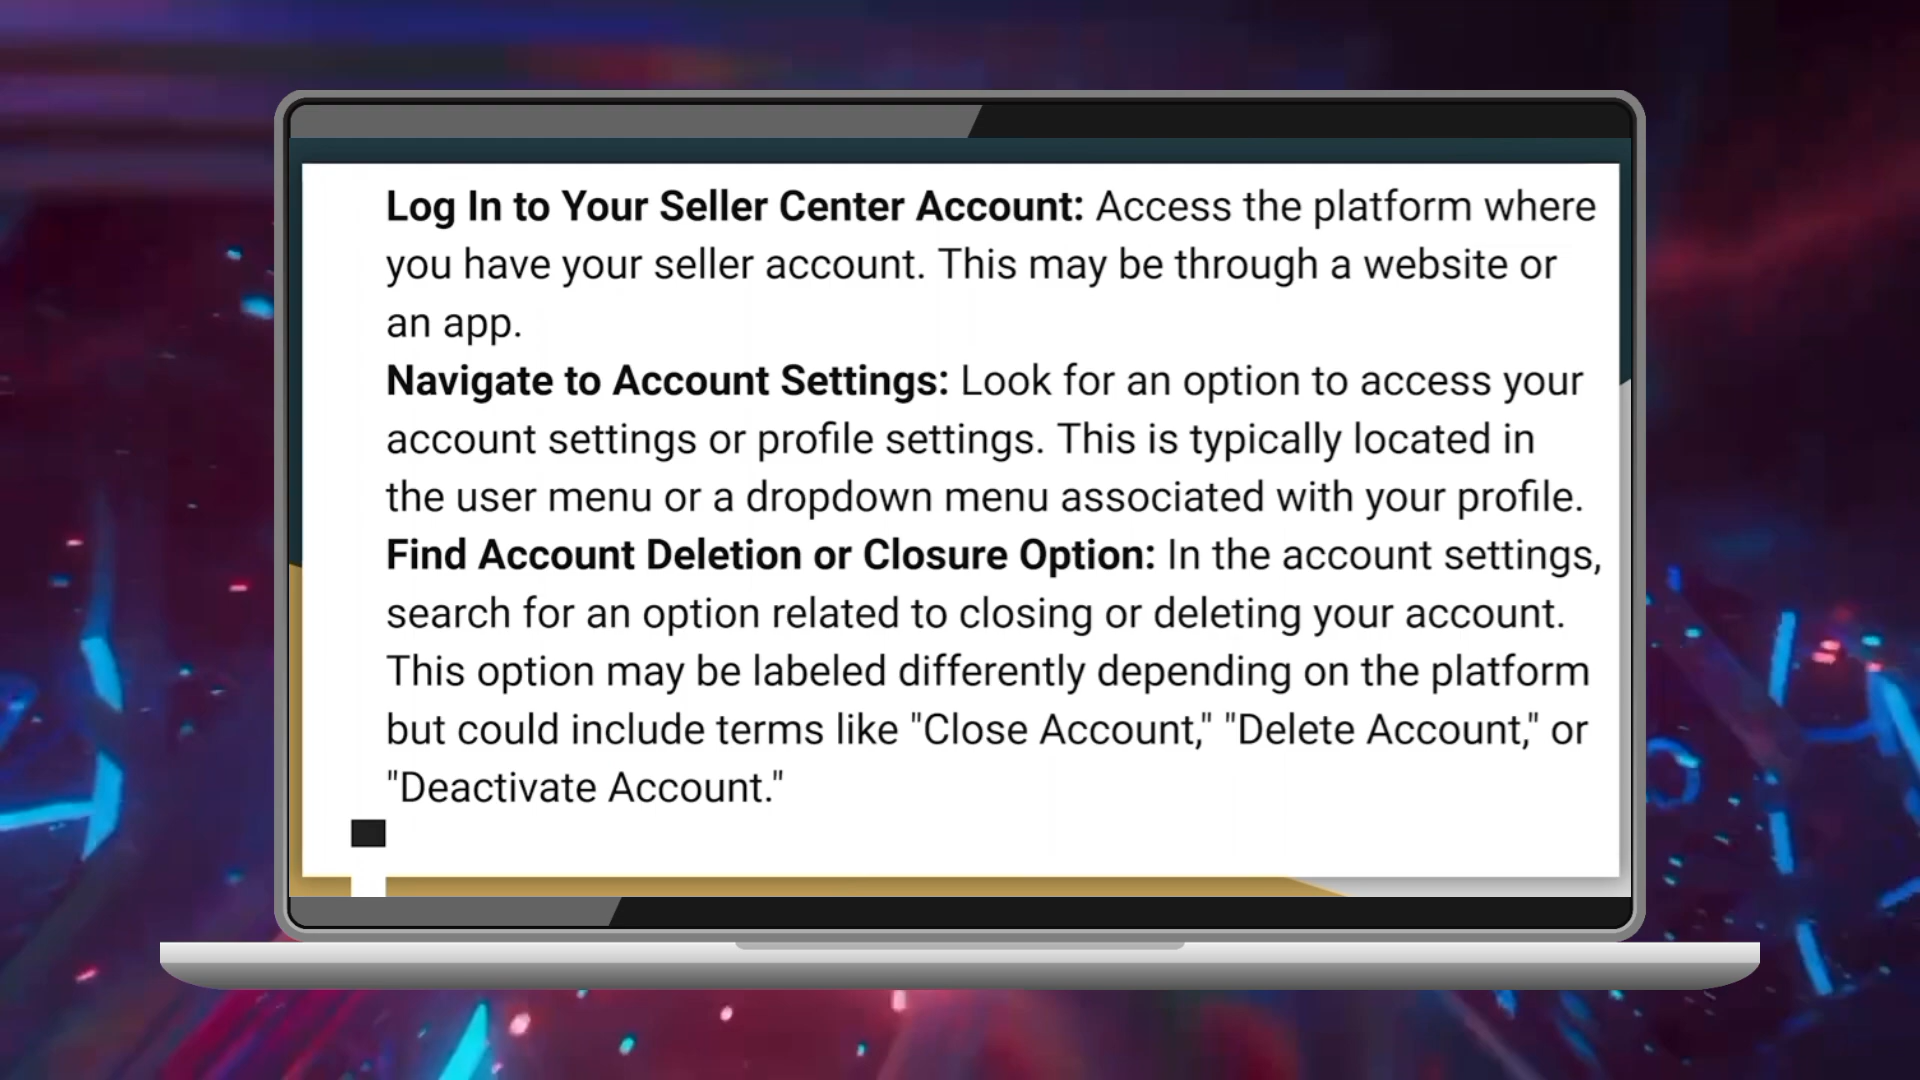 Log In to Your Seller Center Account: Access the platform where
you have your seller account. This may be through a website or
an app.
Navigate to Account Settings: Look for an option to access your
account settings or profile settings. This is typically located in
the user menu or a dropdown menu associated with your profile.
Find Account Deletion or Closure Option: In the account settings,
search for an option related to closing or deleting your account.
This option may be labeled differently depending on the platform
but could include terms like "Close Account," "Delete Account," or
"Deactivate Account."